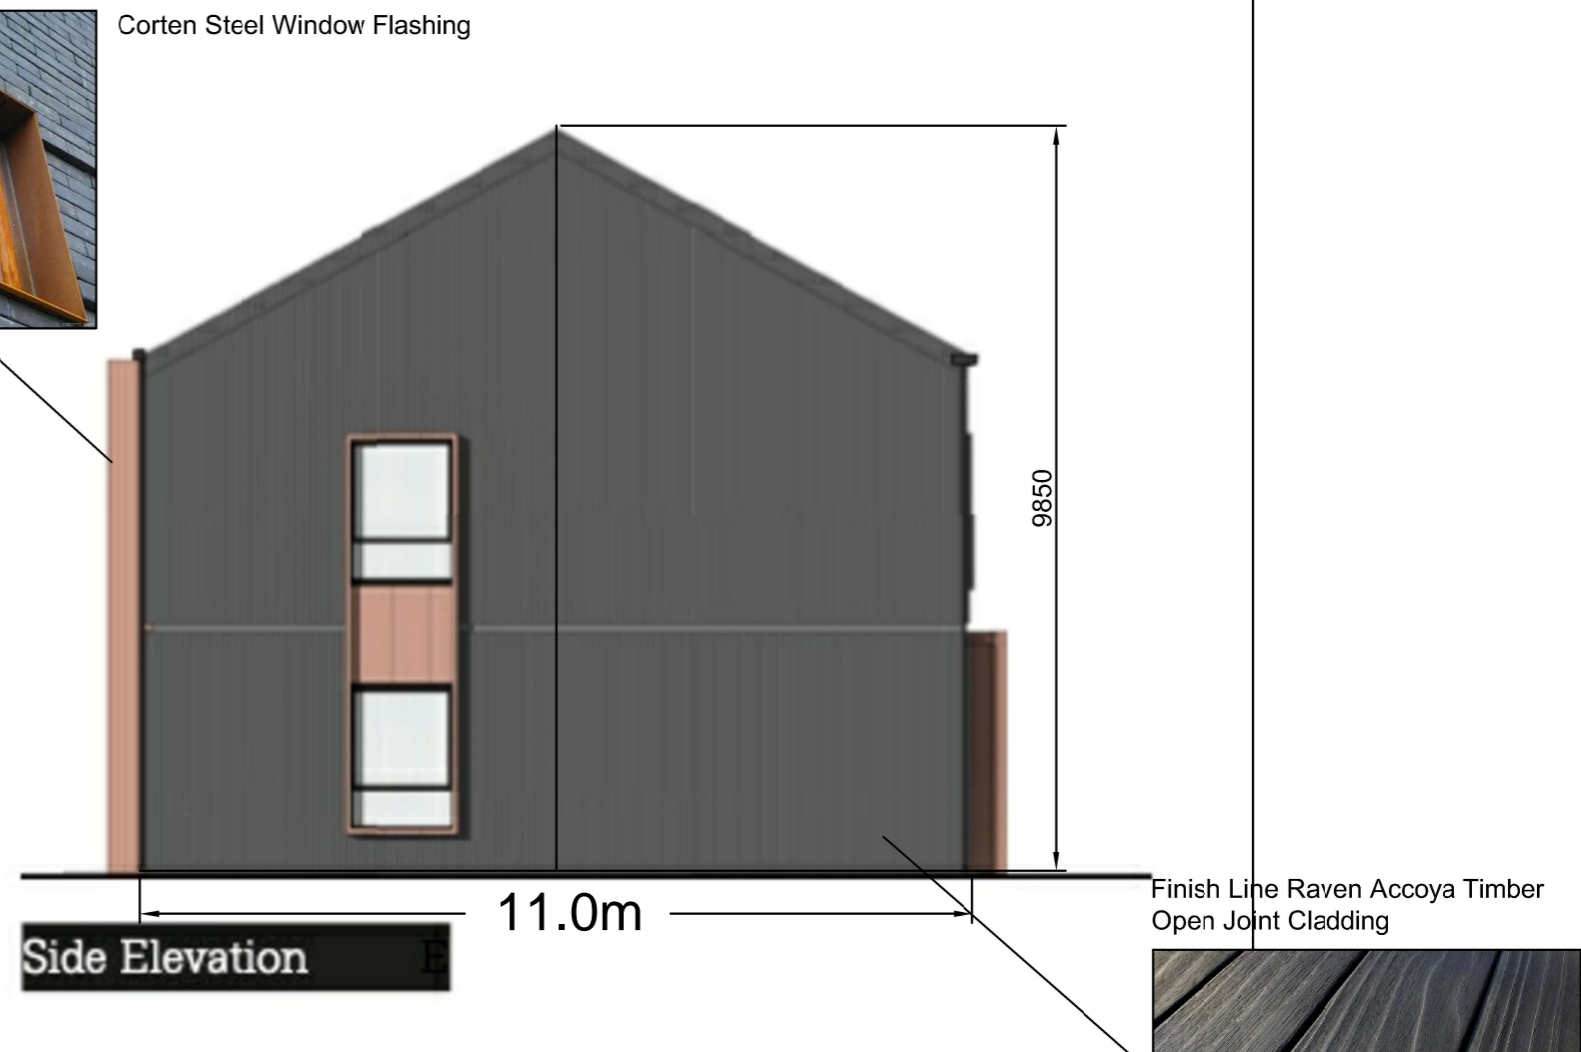 Corten Steel Window Flashing
9850
11.0m
Finish Line Raven Accoya Timber
Open Joint Cladding
Side Elevation E